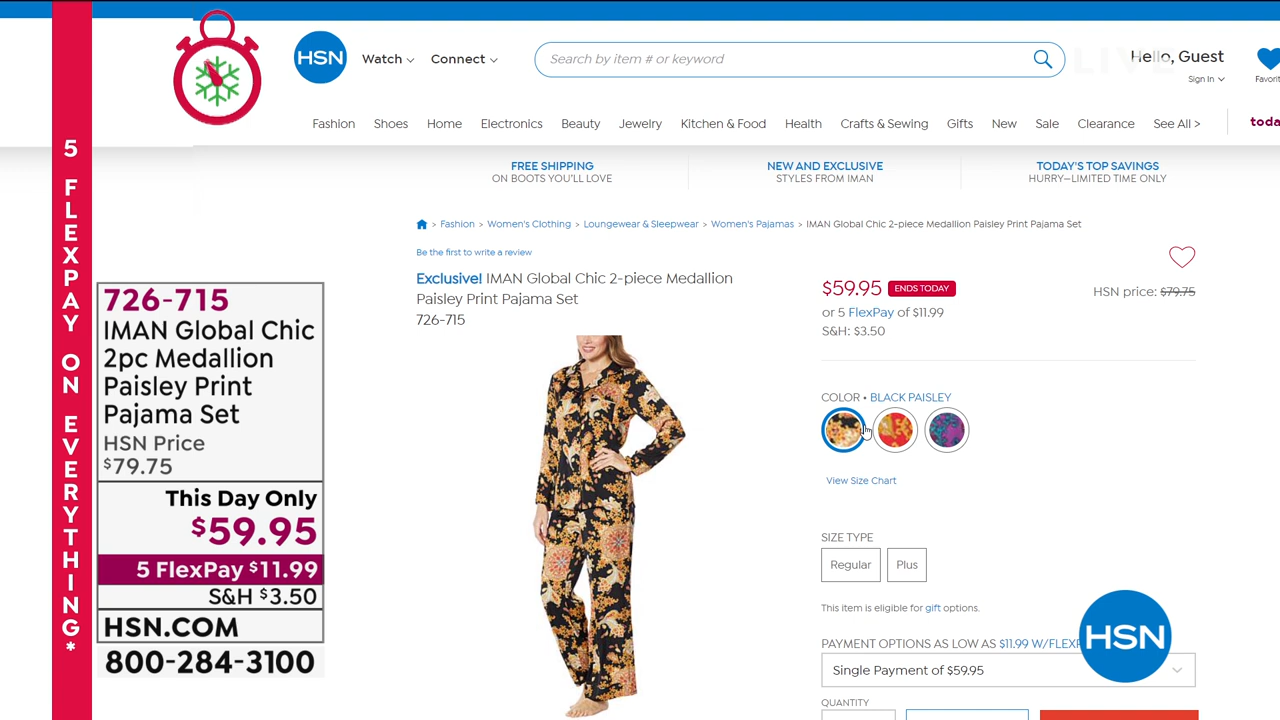 5 FLEXPAY ON EVERYTHING*
HSN
Watch
Connect
Search by item # or keyword
LIVE
Hello, Guest
Sign In
Favorit
Fashion
Shoes
Home
Electronics
Beauty
Jewelry
Kitchen & Food
Health
Crafts & Sewing
Gifts
New
Sale
Clearance
See All >
toda
FREE SHIPPING
ON BOOTS YOU'LL LOVE
NEW AND EXCLUSIVE
STYLES FROM IMAN
TODAY'S TOP SAVINGS
HURRY—LIMITED TIME ONLY
> Fashion > Women's Clothing > Loungewear & Sleepwear > Women's Pajamas > IMAN Global Chic 2-piece Medallion Paisley Print Pajama Set
Be the first to write a review
Exclusive! IMAN Global Chic 2-piece Medallion
Paisley Print Pajama Set
726-715
$59.95 ENDS TODAY
HSN price: $79.75
or 5 FlexPay of $11.99
S&H: $3.50
COLOR • BLACK PAISLEY
View Size Chart
SIZE TYPE
Regular
Plus
This item is eligible for gift options.
PAYMENT OPTIONS AS LOW AS $11.99 W/FLEXP
Single Payment of $59.95
QUANTITY
HSN
726-715
IMAN Global Chic
2pc Medallion
Paisley Print
Pajama Set
HSN Price
$79.75
This Day Only
$59.95
5 FlexPay $11.99
S&H $3.50
HSN.COM
800-284-3100